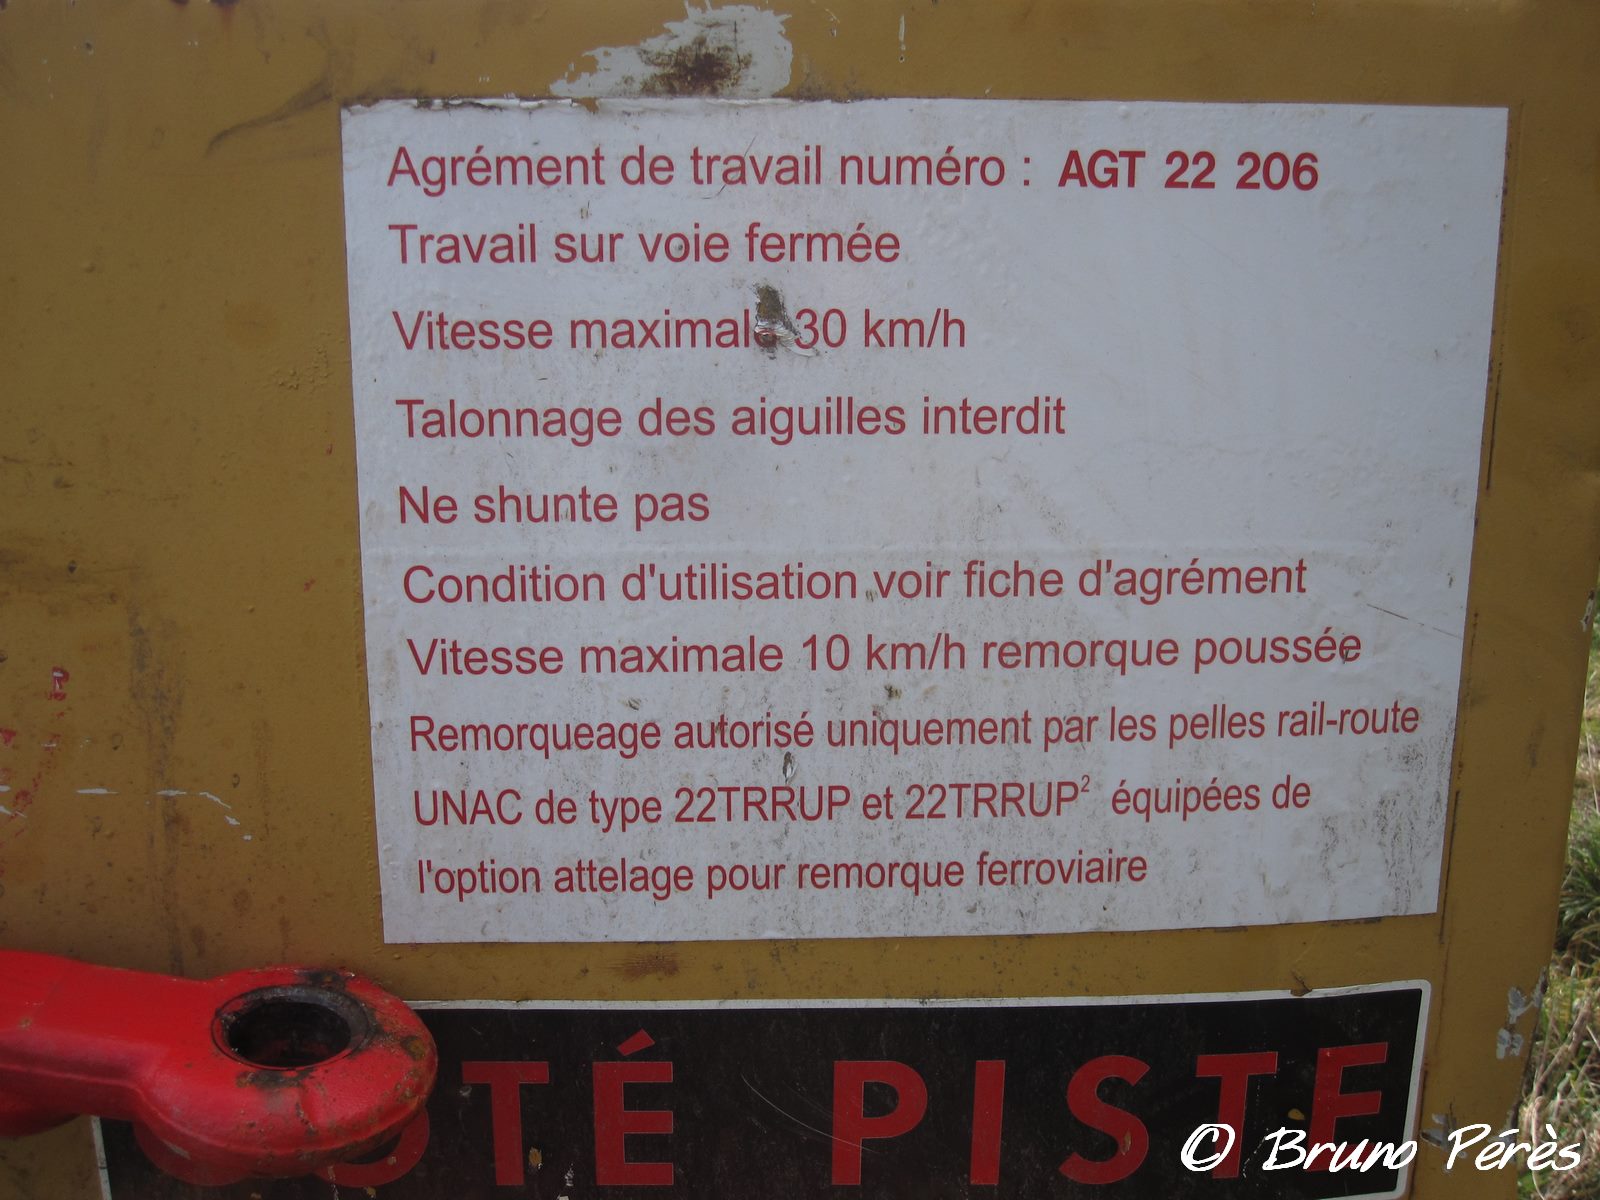 Agrément de travail numéro : AGT 22 206
Travail sur voie fermée
Vitesse maximale 30 km/h
Talonnage des aiguilles interdit
Ne shunte pas
Condition d'utilisation voir fiche d'agrément
Vitesse maximale 10 km/h remorque poussée
Remorqueage autorisé uniquement par les pelles rail-route
UNAC de type 22TRRUP et 22TRRUP² équipées de
l'option attelage pour remorque ferroviaire
CÔTÉ PISTE
© Bruno Pérès